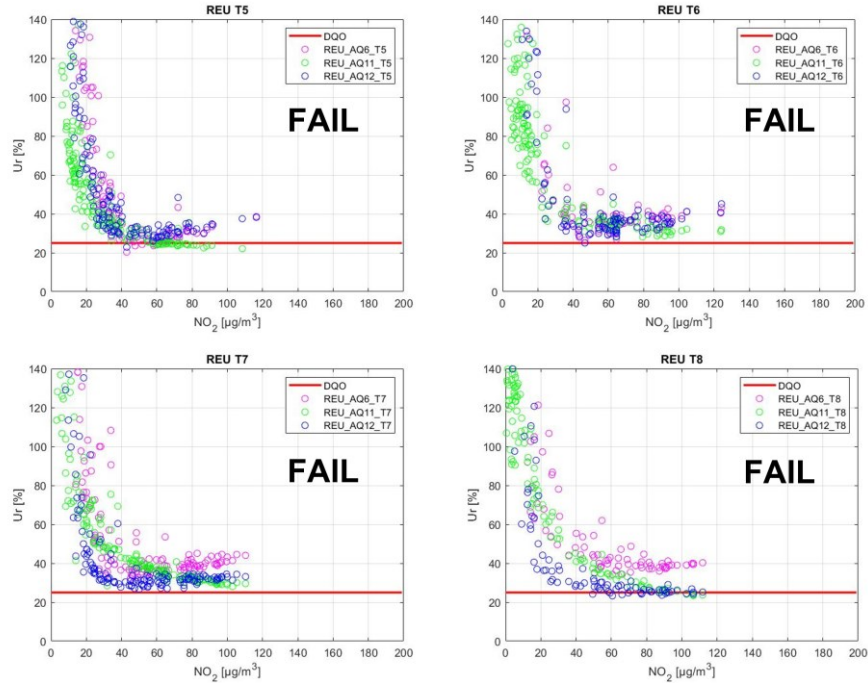 REU T5
140
120
100
80
60
40
20
0
Ur [%]
0 20 40 60 80 100 120 140 160 180 200
NO₂ [µg/m³]
DQO
REU_AQ6_T5
REU_AQ11_T5
REU_AQ12_T5
FAIL
REU T6
140
120
100
80
60
40
20
0
Ur [%]
0 20 40 60 80 100 120 140 160 180 200
NO₂ [µg/m³]
DQO
REU_AQ6_T6
REU_AQ11_T6
REU_AQ12_T6
FAIL
REU T7
140
120
100
80
60
40
20
0
Ur [%]
0 20 40 60 80 100 120 140 160 180 200
NO₂ [µg/m³]
DQO
REU_AQ6_T7
REU_AQ11_T7
REU_AQ12_T7
FAIL
REU T8
140
120
100
80
60
40
20
0
Ur [%]
0 20 40 60 80 100 120 140 160 180 200
NO₂ [µg/m³]
DQO
REU_AQ6_T8
REU_AQ11_T8
REU_AQ12_T8
FAIL